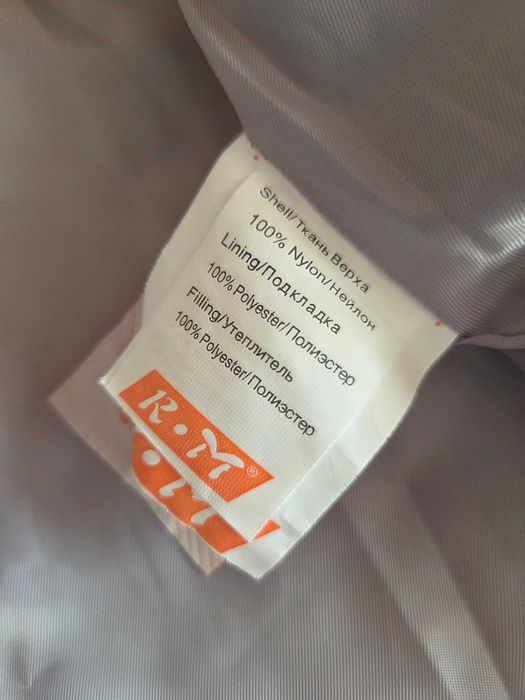 Shell/Ткань Верха
100% Nylon/Нейлон
Lining/Подкладка
100% Polyester/Полиэстер
Filling/Утеплитель
100% Polyester/Полиэстер
R·M®